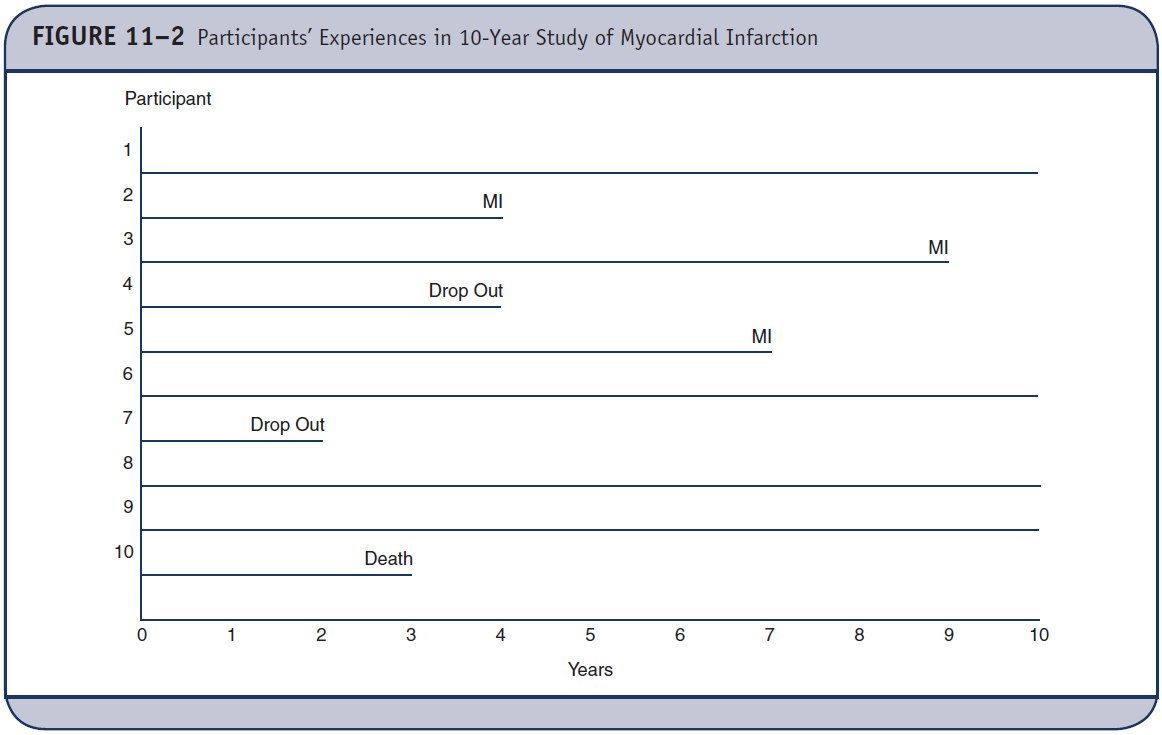 FIGURE 11–2 Participants’ Experiences in 10-Year Study of Myocardial Infarction
Participant
1
2
MI
3
MI
4
Drop Out
5
MI
6
7
Drop Out
8
9
10
Death
0 1 2 3 4 5 6 7 8 9 10
Years